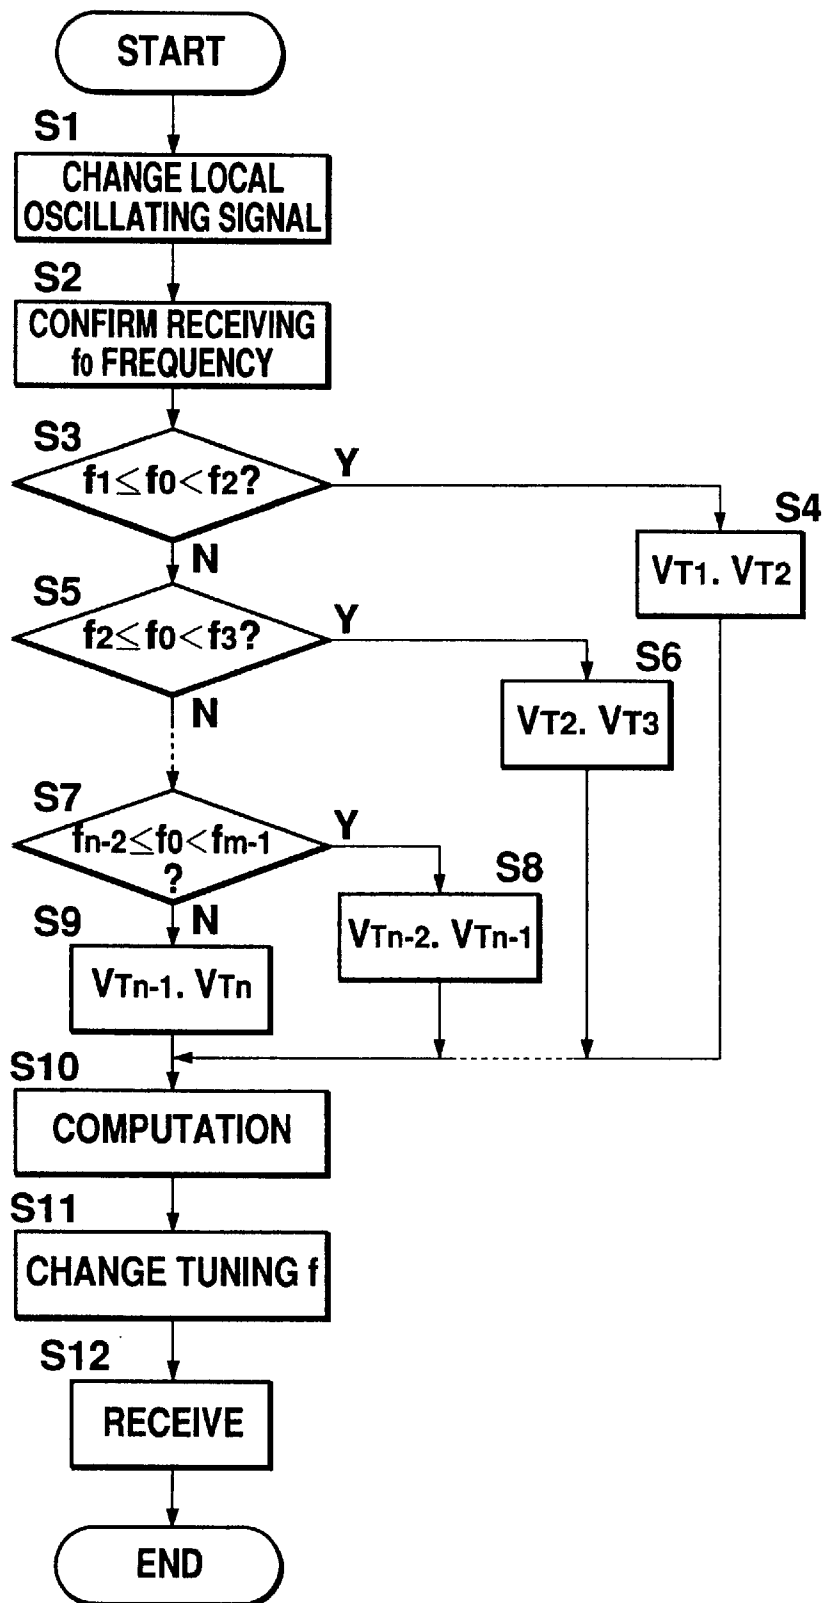 START
S1
CHANGE LOCAL
OSCILLATING SIGNAL
S2
CONFIRM RECEIVING
f0 FREQUENCY
S3
f1≤f0<f2?
Y
N
S4
VT1. VT2
S5
f2≤f0<f3?
Y
N
S6
VT2. VT3
S7
fn-2≤f0<fm-1
?
Y
N
S8
VTn-2. VTn-1
S9
VTn-1. VTn
S10
COMPUTATION
S11
CHANGE TUNING f
S12
RECEIVE
END